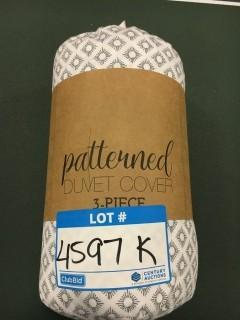 patterned
DUVET COVER
3-PIECE
LOT #
4597 K
ClubBid
CENTURY
AUCTIONS